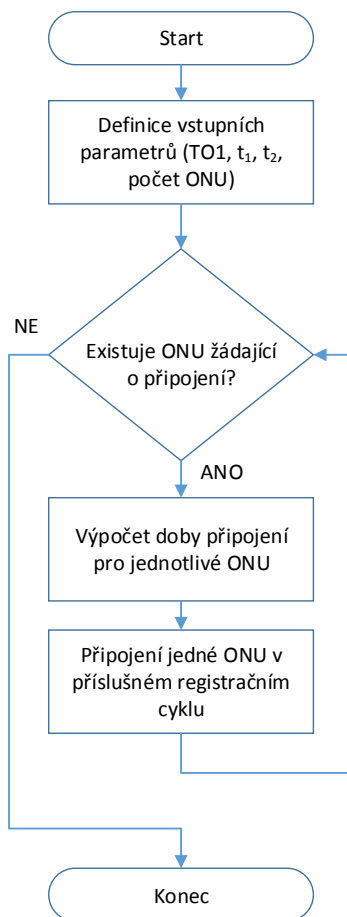 Start
Definice vstupních
parametrů (TO1, t₁, t₂,
počet ONU)
NE
Existuje ONU žádající
o připojení?
ANO
Výpočet doby připojení
pro jednotlivé ONU
Připojení jedné ONU v
příslušném registračním
cyklu
Konec